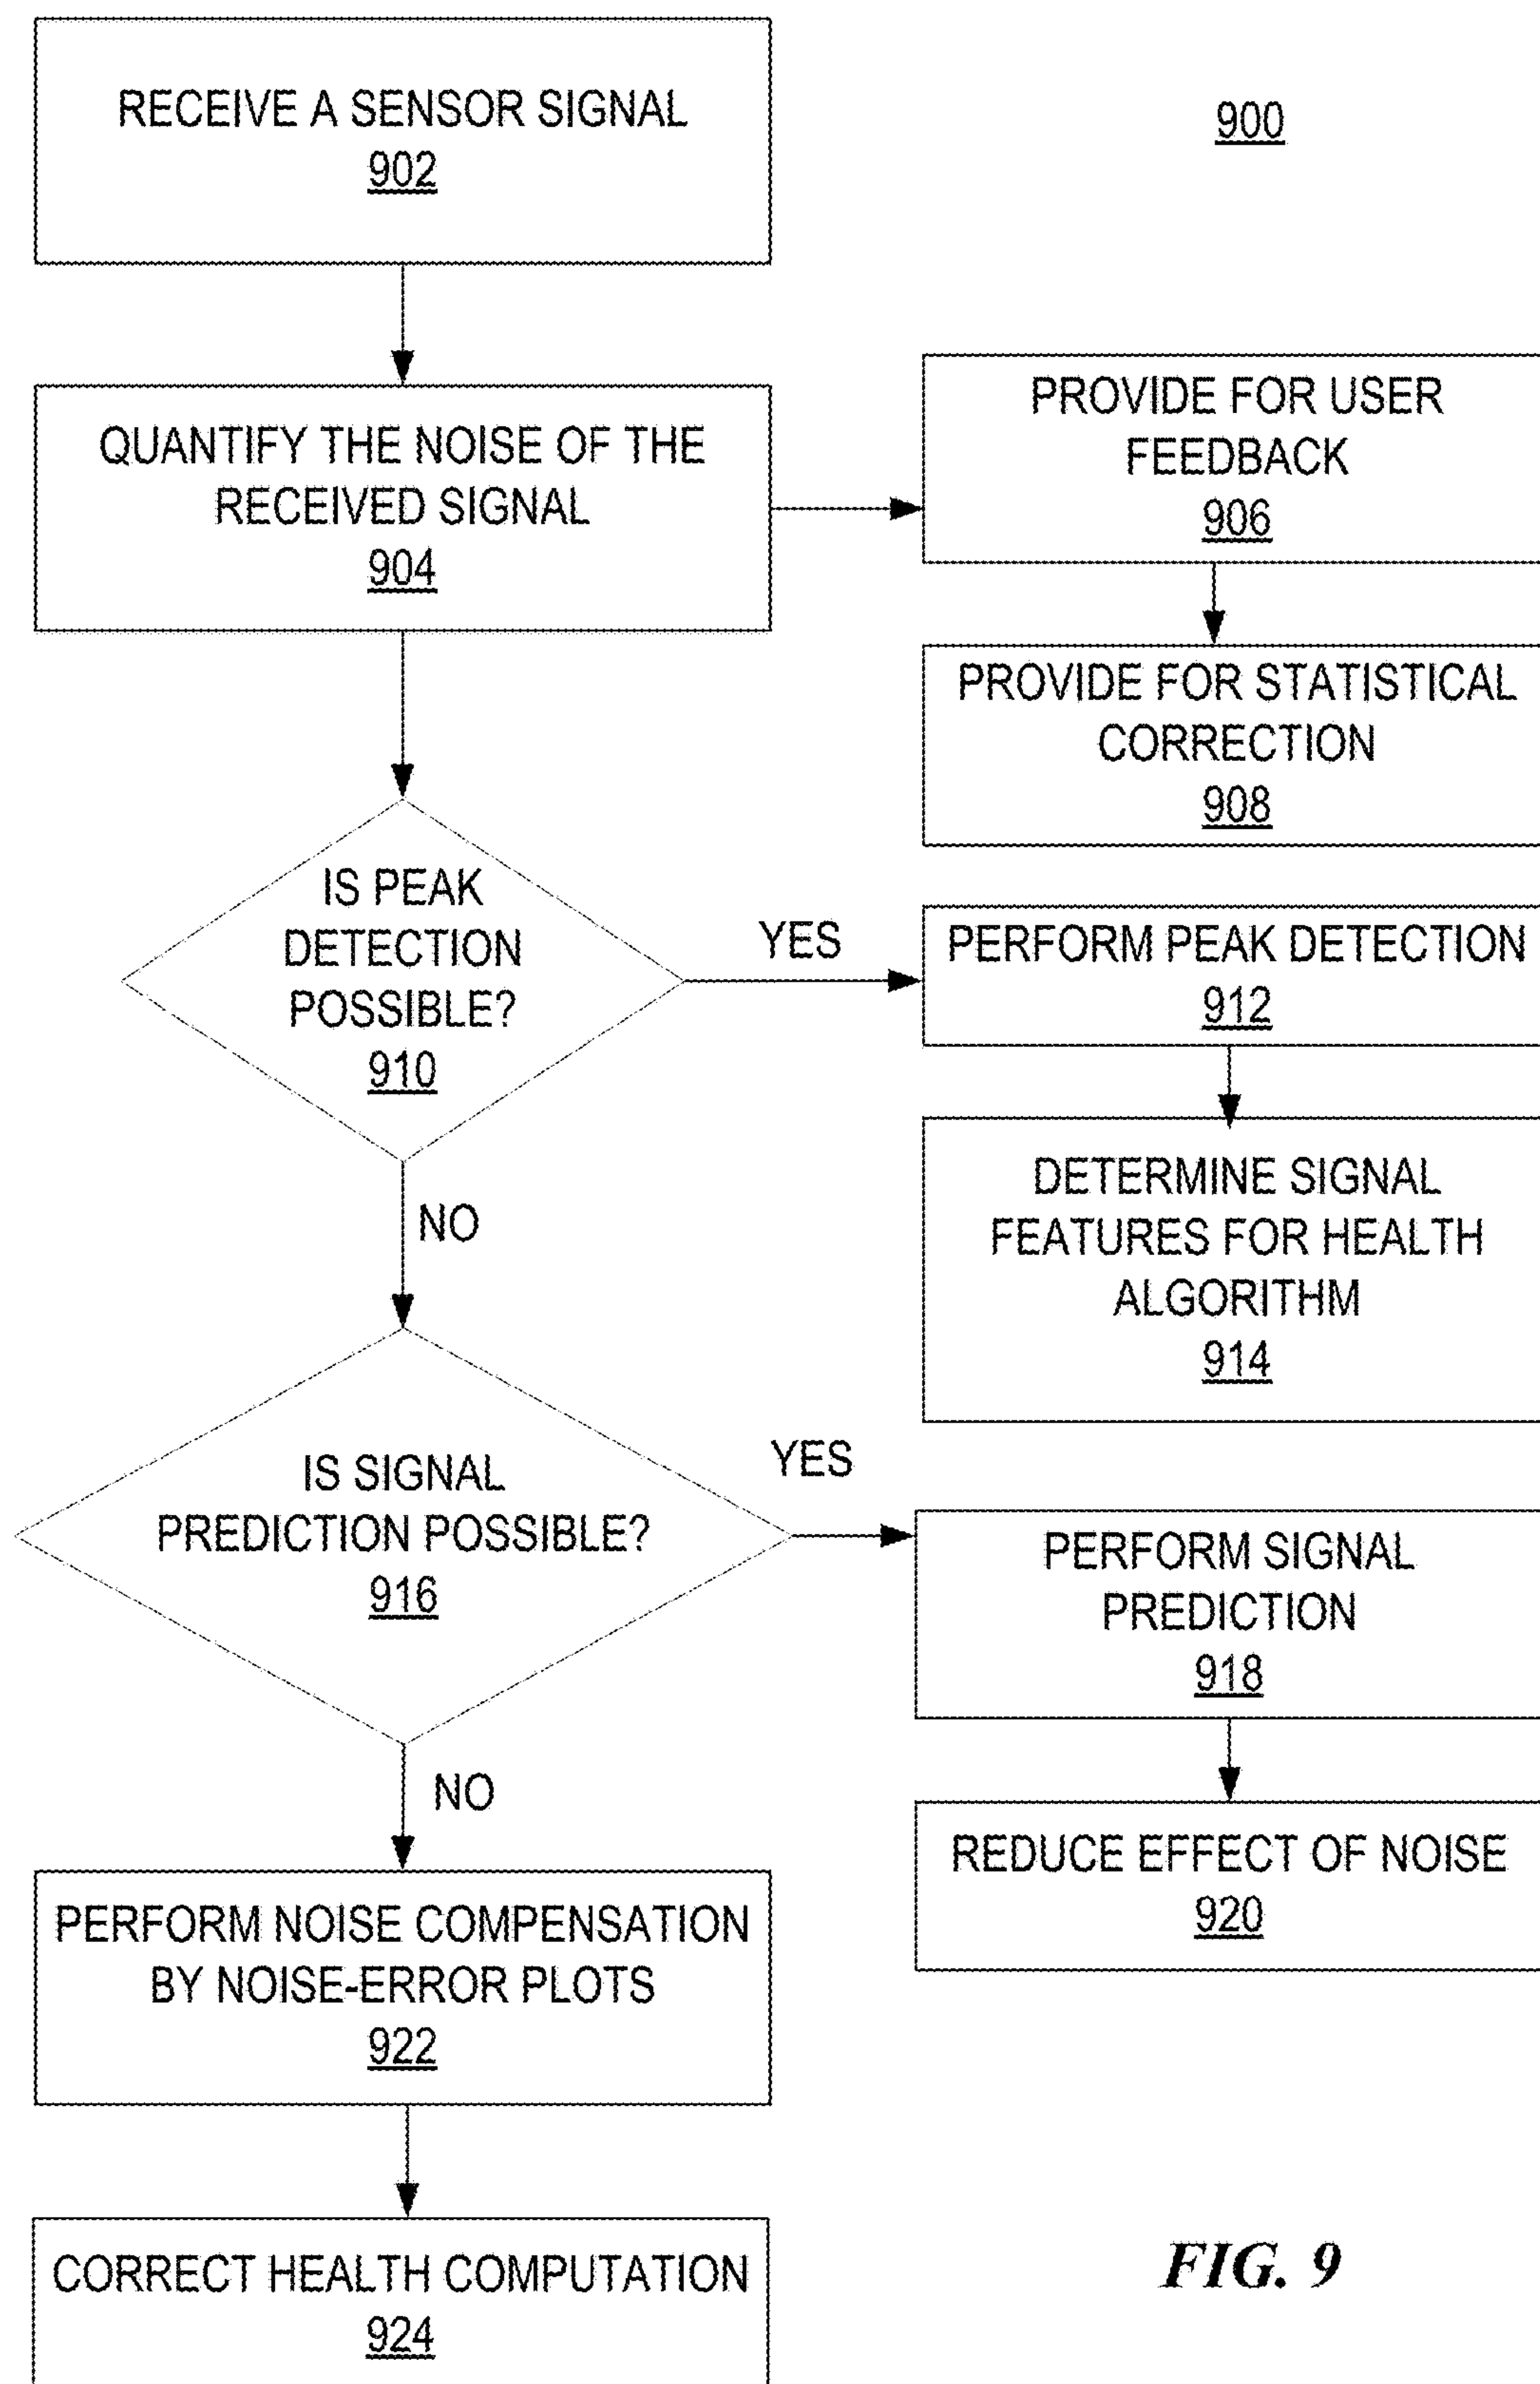 RECEIVE A SENSOR SIGNAL
902
900
QUANTIFY THE NOISE OF THE
RECEIVED SIGNAL
904
PROVIDE FOR USER
FEEDBACK
906
PROVIDE FOR STATISTICAL
CORRECTION
908
IS PEAK
DETECTION
POSSIBLE?
910
YES
PERFORM PEAK DETECTION
912
DETERMINE SIGNAL
FEATURES FOR HEALTH
ALGORITHM
914
NO
IS SIGNAL
PREDICTION POSSIBLE?
916
YES
PERFORM SIGNAL
PREDICTION
918
REDUCE EFFECT OF NOISE
920
NO
PERFORM NOISE COMPENSATION
BY NOISE-ERROR PLOTS
922
CORRECT HEALTH COMPUTATION
924
FIG. 9